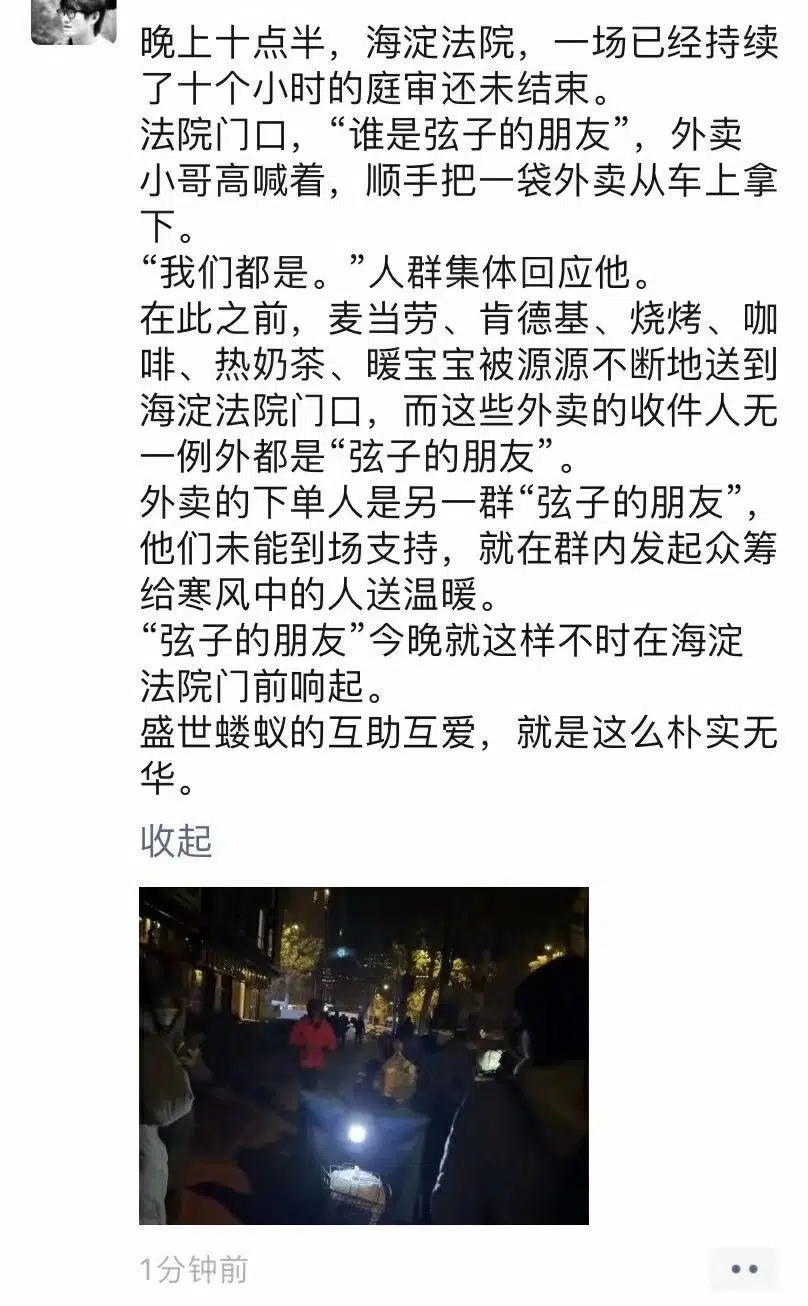 晚上十点半，海淀法院，一场已经持续
了十个小时的庭审还未结束。
法院门口，“谁是弦子的朋友”，外卖
小哥高喊着，顺手把一袋外卖从车上拿
下。
“我们都是。”人群集体回应他。
在此之前，麦当劳、肯德基、烧烤、咖
啡、热奶茶、暖宝宝被源源不断地送到
海淀法院门口，而这些外卖的收件人无
一例外都是“弦子的朋友”。
外卖的下单人是另一群“弦子的朋友”，
他们未能到场支持，就在群内发起众筹
给寒风中的人送温暖。
“弦子的朋友”今晚就这样不时在海淀
法院门前响起。
盛世蝼蚁的互助互爱，就是这么朴实无
华。
收起
1分钟前